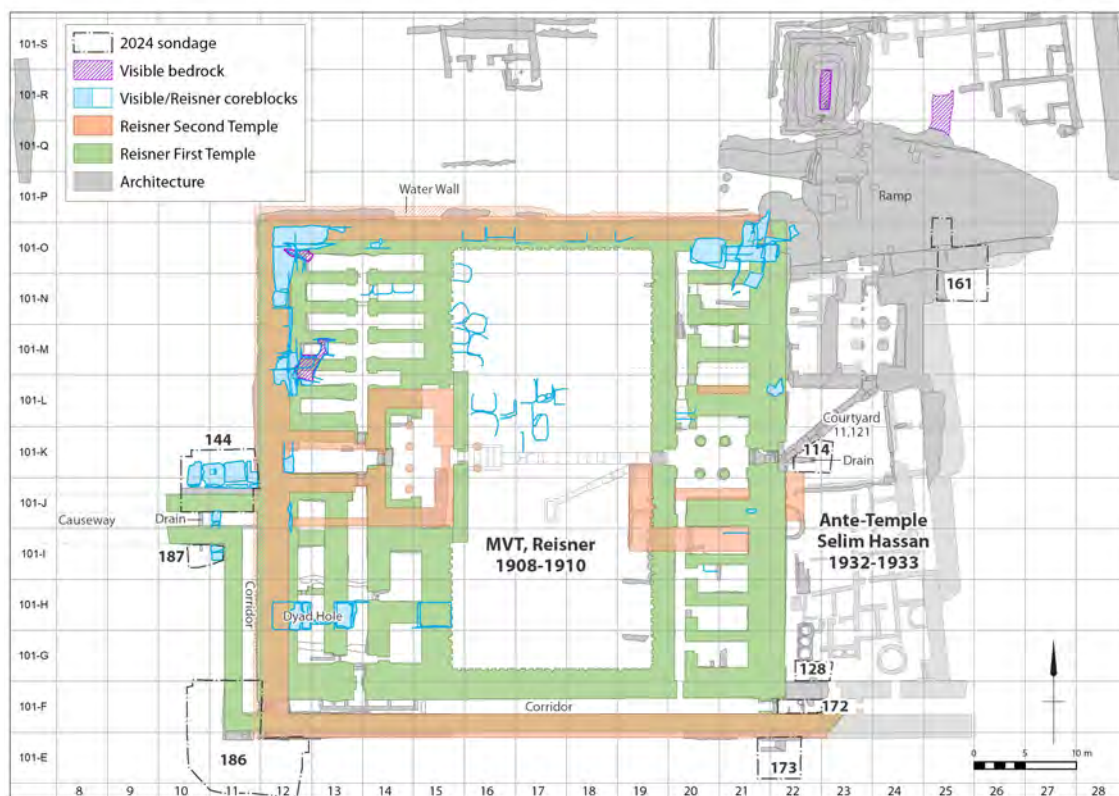 101-S
101-R
101-Q
101-P
101-O
101-N
101-M
101-L
101-K
101-J
101-I
101-H
101-G
101-F
101-E
2024 sondage
Visible bedrock
Visible/Reisner coreblocks
Reisner Second Temple
Reisner First Temple
Architecture
Water Wall
Ramp
161
Courtyard
11,121
144
114
Drain
Causeway
Drain
187
Corridor
MVT, Reisner
1908-1910
Ante-Temple
Selim Hassan
1932-1933
Dyad Hole
128
172
Corridor
186
173
0 5 10 m
8 9 10 11 12 13 14 15 16 17 18 19 20 21 22 23 24 25 26 27 28